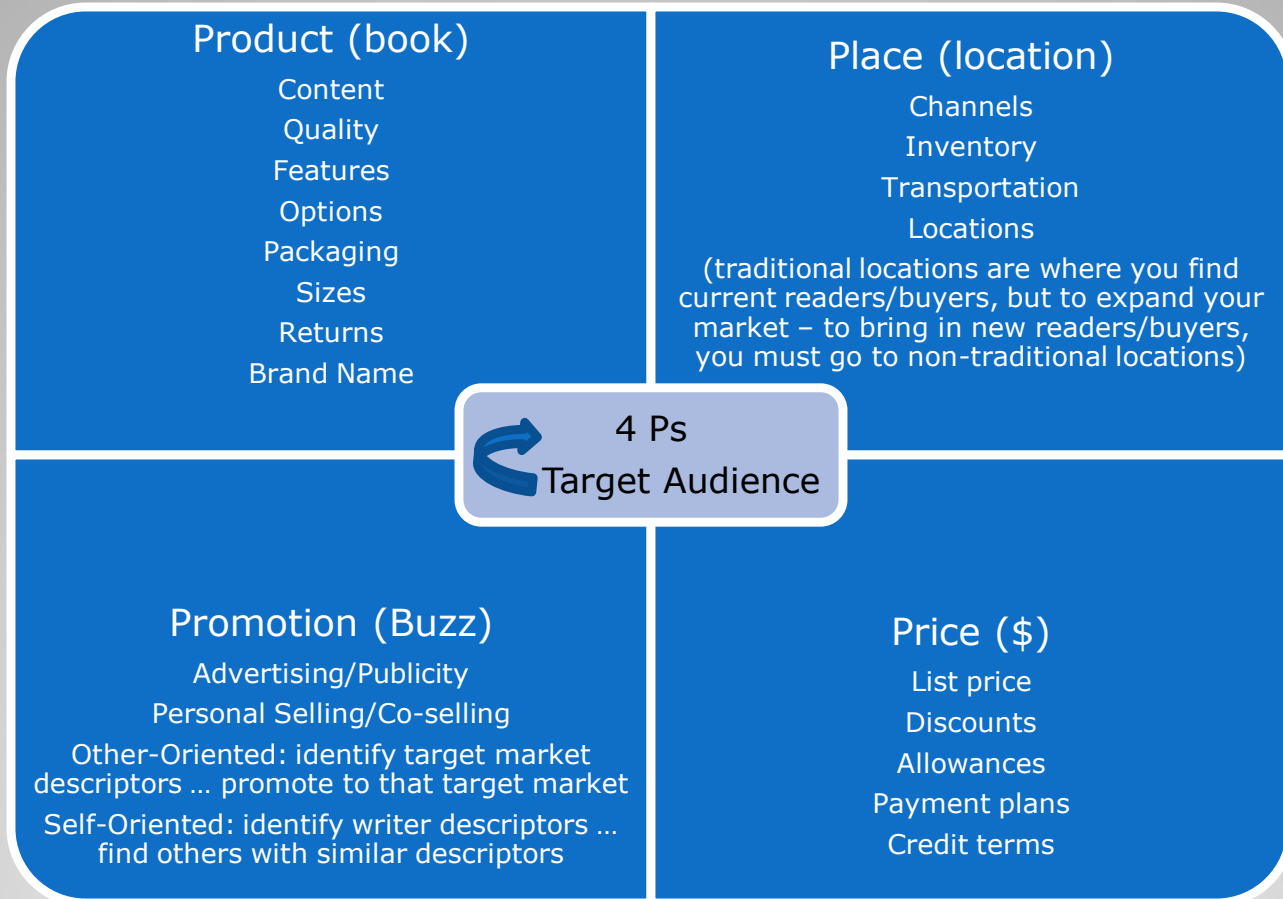 Product (book)
Content
Quality
Features
Options
Packaging
Sizes
Returns
Brand Name
Place (location)
Channels
Inventory
Transportation
Locations
(traditional locations are where you find
current readers/buyers, but to expand your
market – to bring in new readers/buyers,
you must go to non-traditional locations)
4 Ps
Target Audience
Promotion (Buzz)
Advertising/Publicity
Personal Selling/Co-selling
Other-Oriented: identify target market
descriptors … promote to that target market
Self-Oriented: identify writer descriptors …
find others with similar descriptors
Price ($)
List price
Discounts
Allowances
Payment plans
Credit terms